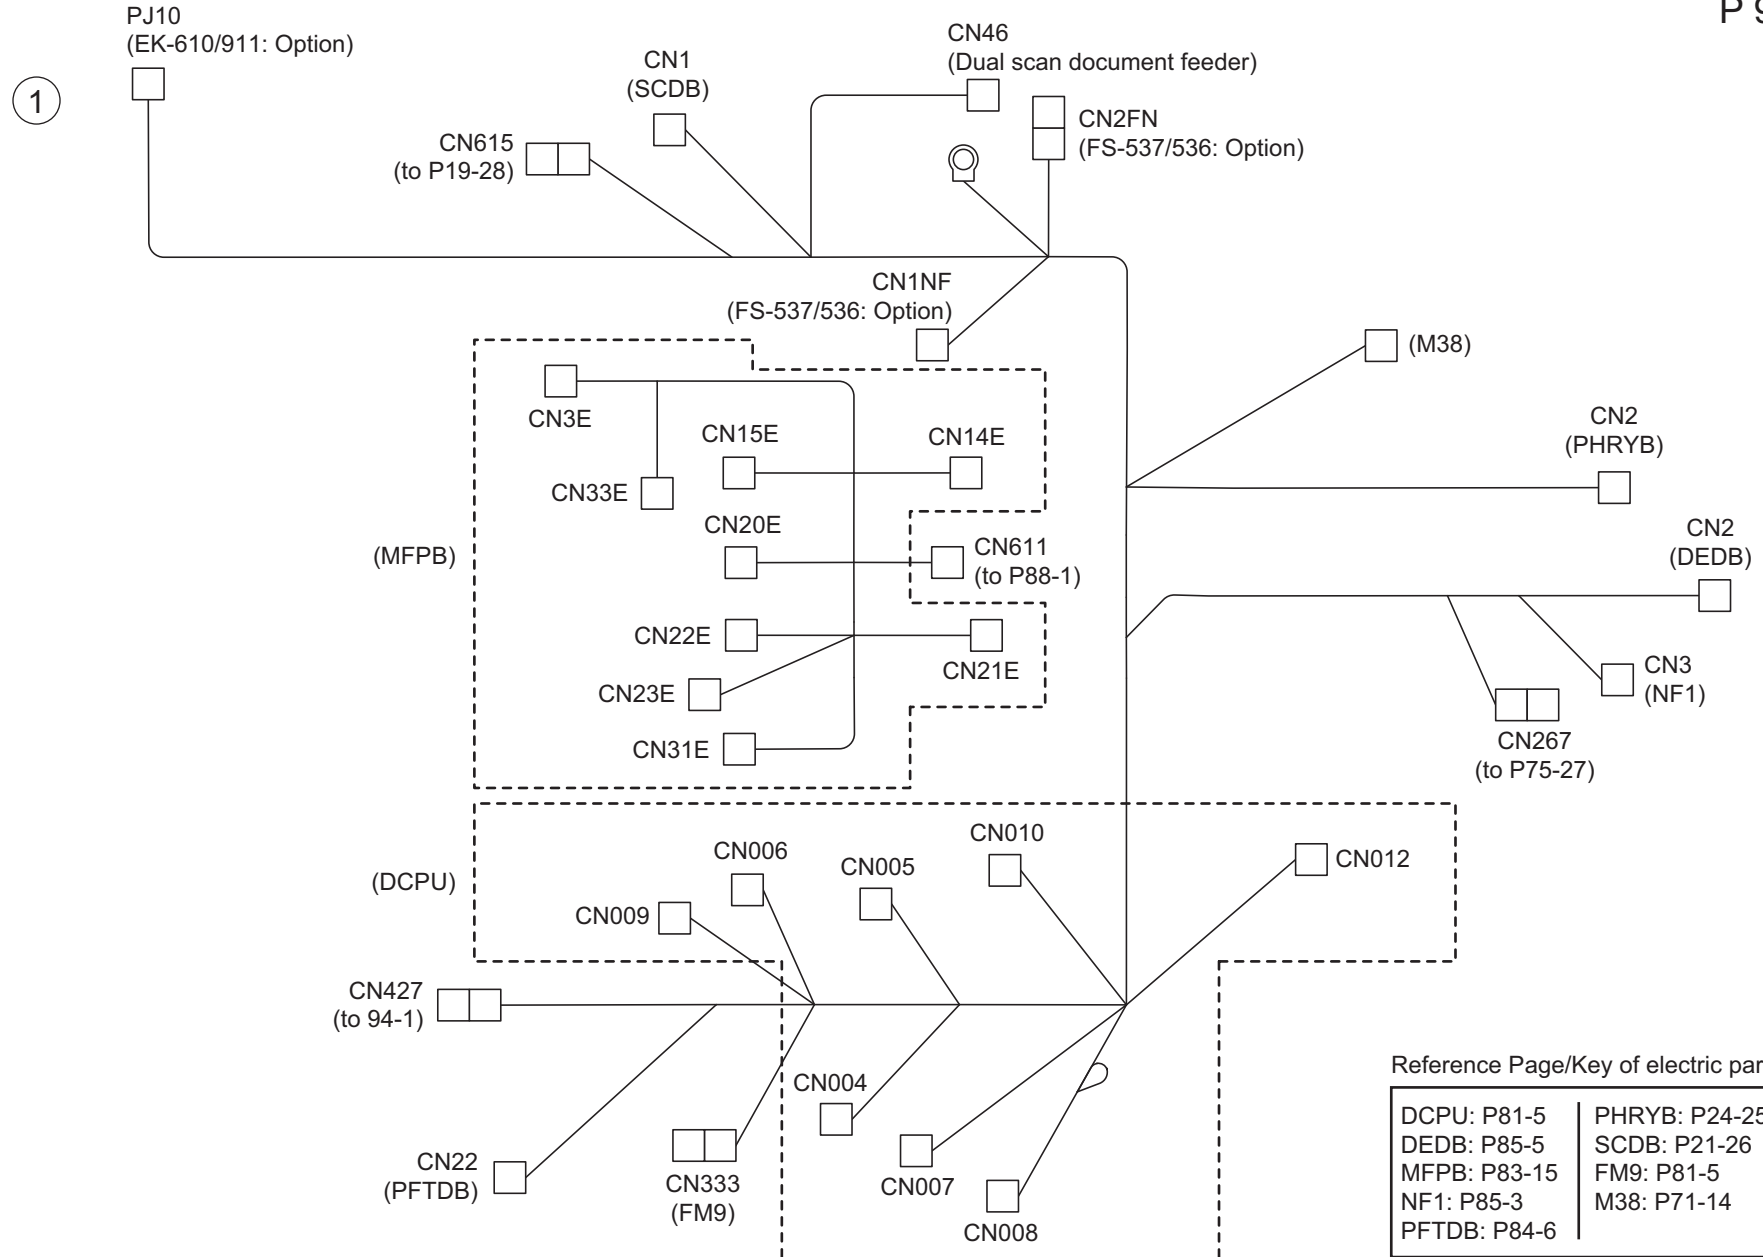 P 9
PJ10
(EK-610/911: Option)
1
CN1
(SCDB)
CN46
(Dual scan document feeder)
CN615
(to P19-28)
CN2FN
(FS-537/536: Option)
CN1NF
(FS-537/536: Option)
(M38)
CN3E
CN15E
CN14E
CN2
(PHRYB)
CN33E
CN20E
CN611
(to P88-1)
(MFPB)
CN2
(DEDB)
CN22E
CN21E
CN23E
CN3
(NF1)
CN31E
CN267
(to P75-27)
CN010
CN006
CN005
CN012
(DCPU)
CN009
CN427
(to 94-1)
CN004
CN22
(PFTDB)
CN333
(FM9)
CN007
CN008
Reference Page/Key of electric par
DCPU: P81-5
DEDB: P85-5
MFPB: P83-15
NF1: P85-3
PFTDB: P84-6
PHRYB: P24-25
SCDB: P21-26
FM9: P81-5
M38: P71-14